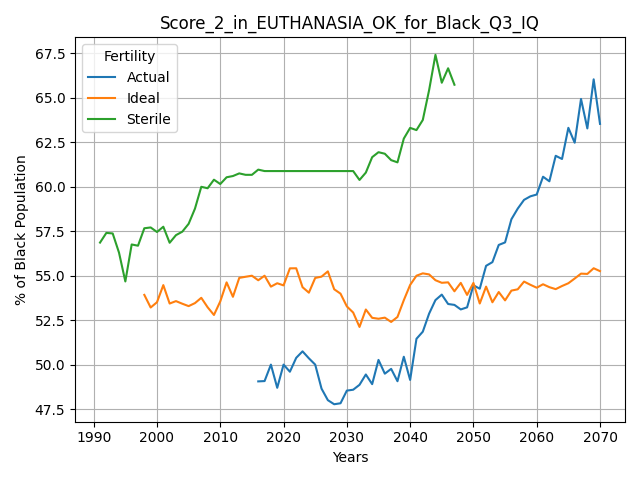 Score_2_in_EUTHANASIA_OK_for_Black_Q3_IQ
Fertility
Actual
Ideal
Sterile
% of Black Population
67.5
65.0
62.5
60.0
57.5
55.0
52.5
50.0
47.5
1990 2000 2010 2020 2030 2040 2050 2060 2070
Years